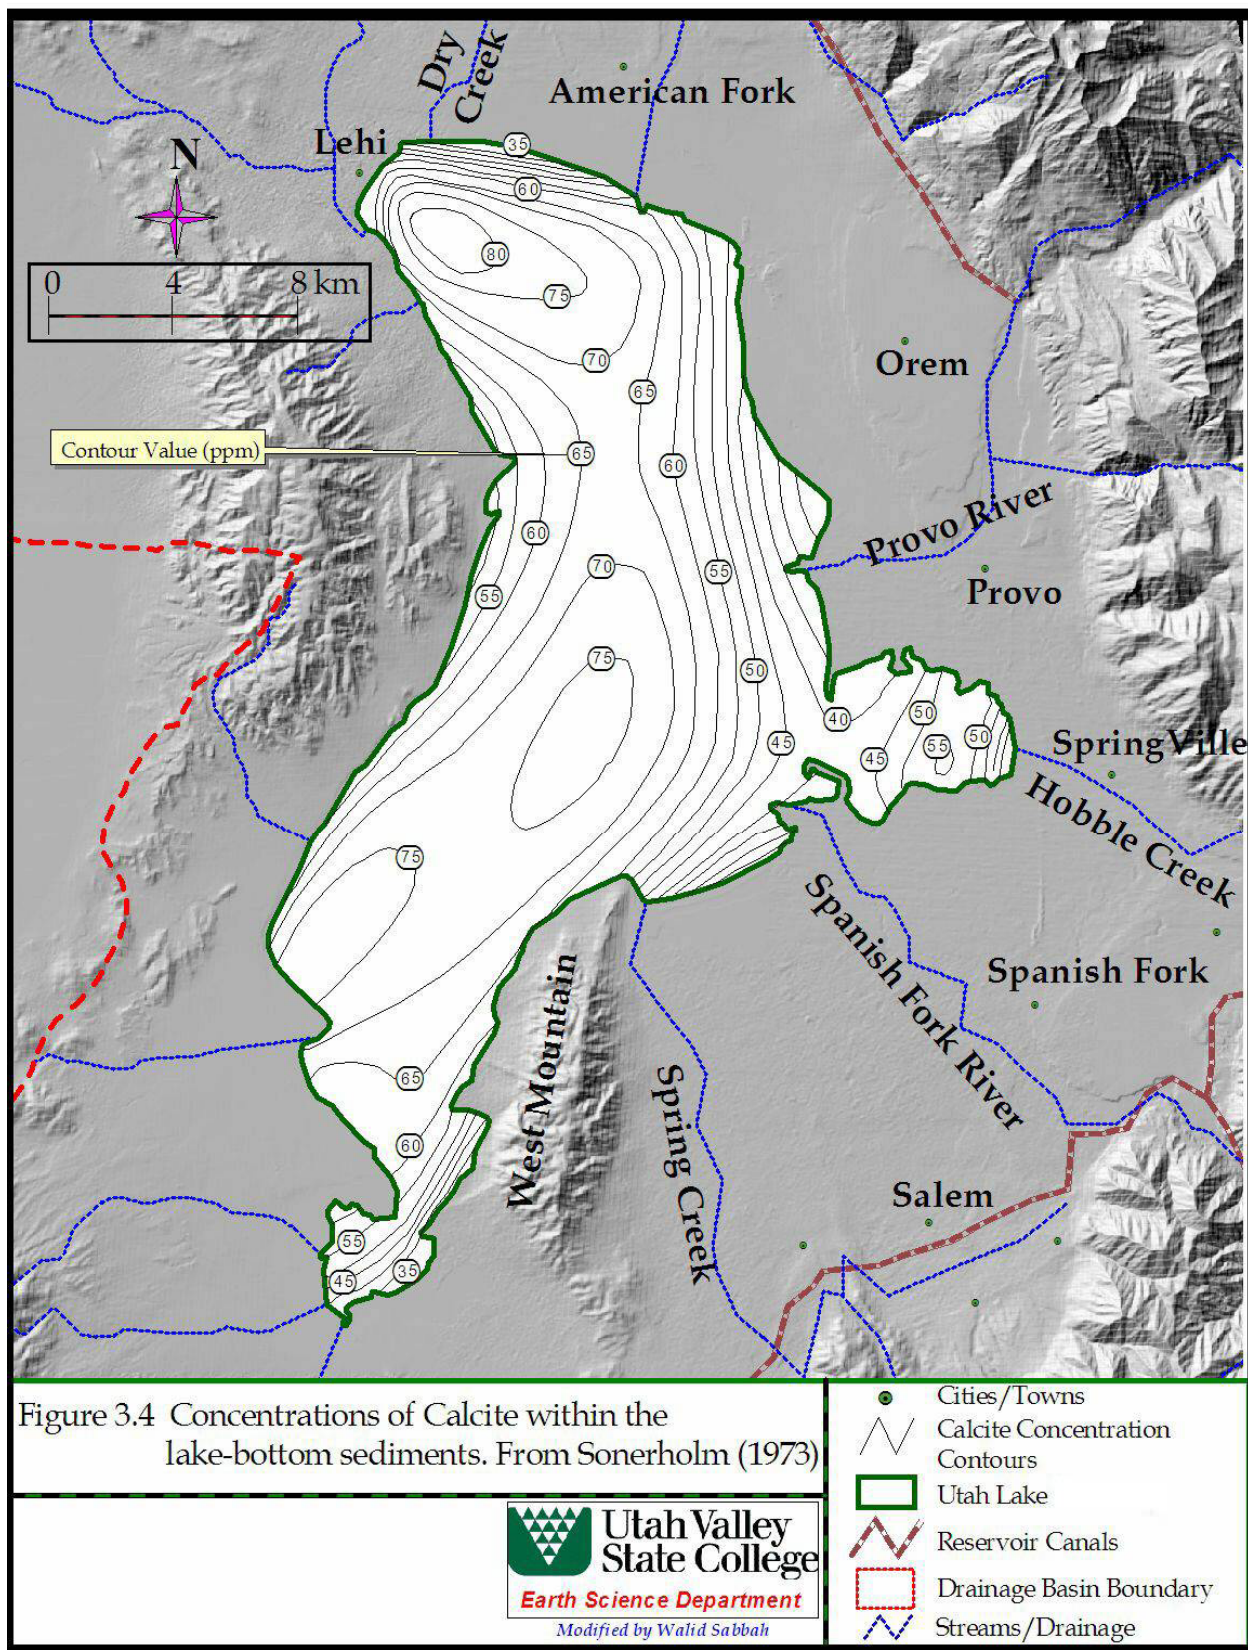 Dry
Creek
American Fork
Lehi
N
35
60
0 4 8 km
80
75
70
Orem
65
Contour Value (ppm)
65
60
Provo River
60
70
55
55
Provo
75
50
40
50
45
45
55
50
SpringVille
Hobble Creek
75
Spanish Fork River
Spanish Fork
West Mountain
65
Spring Creek
60
Salem
55
45
35
Figure 3.4 Concentrations of Calcite within the
lake-bottom sediments. From Sonerholm (1973)
Utah Valley
State College
Earth Science Department
Modified by Walid Sabbah
Cities/Towns
Calcite Concentration
Contours
Utah Lake
Reservoir Canals
Drainage Basin Boundary
Streams/Drainage